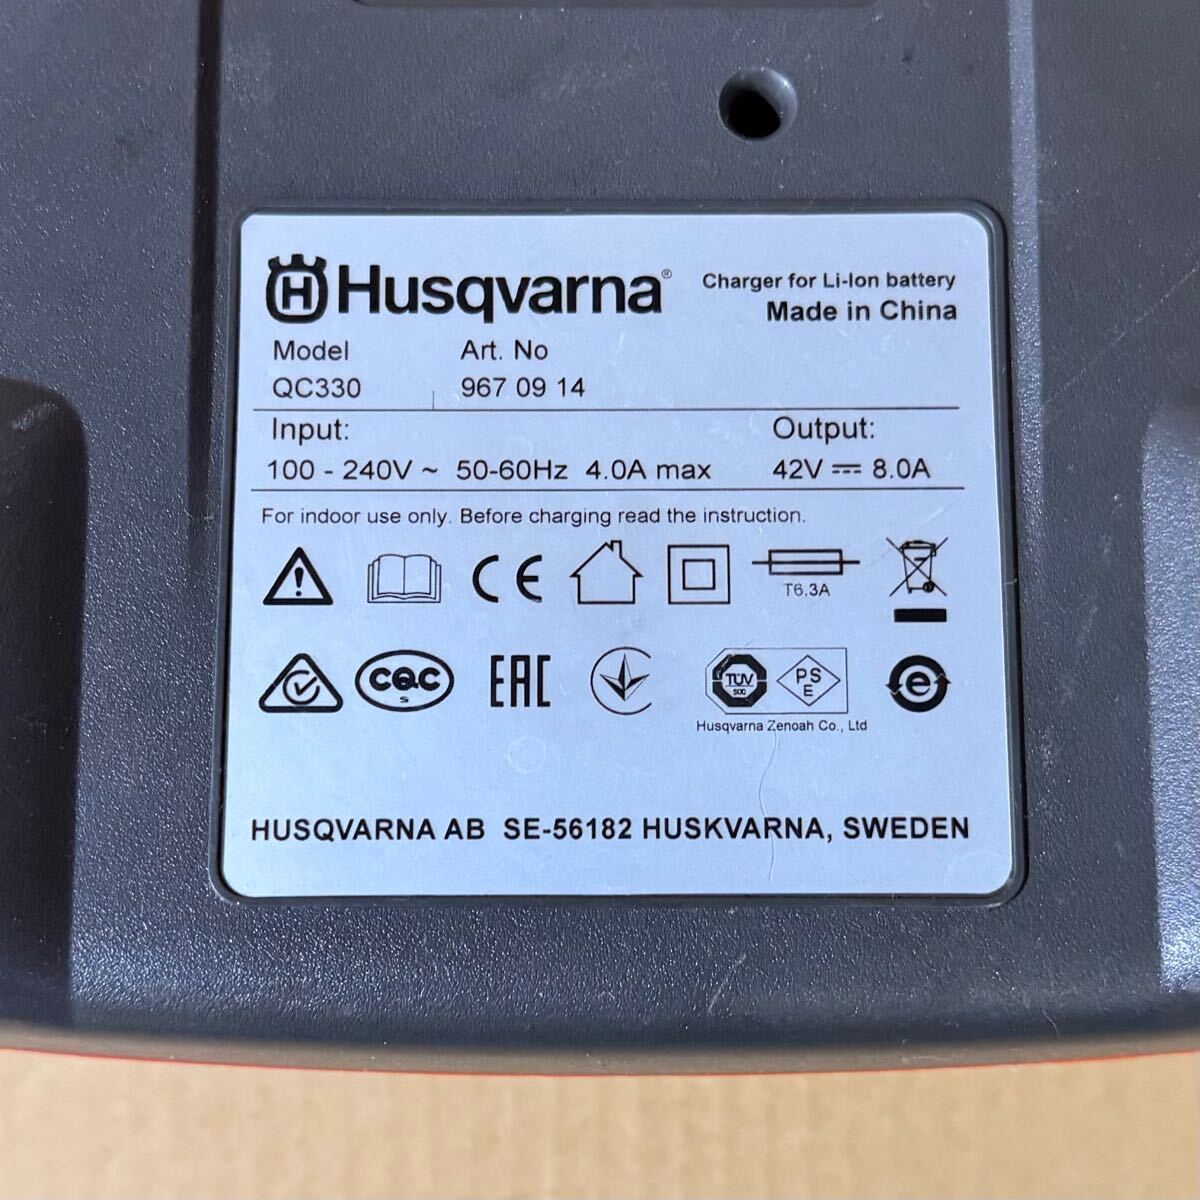 Husqvarna®
Charger for Li-Ion battery
Made in China
Model Art. No
QC330 967 09 14
Input: Output:
100 - 240V ~ 50-60Hz 4.0A max 42V ⎓ 8.0A
For indoor use only. Before charging read the instruction.
CE
T6.3A
CQC
S
EAC
TÜV
PS
E
e
Husqvarna Zenoah Co., Ltd
HUSQVARNA AB SE-56182 HUSKVARNA, SWEDEN